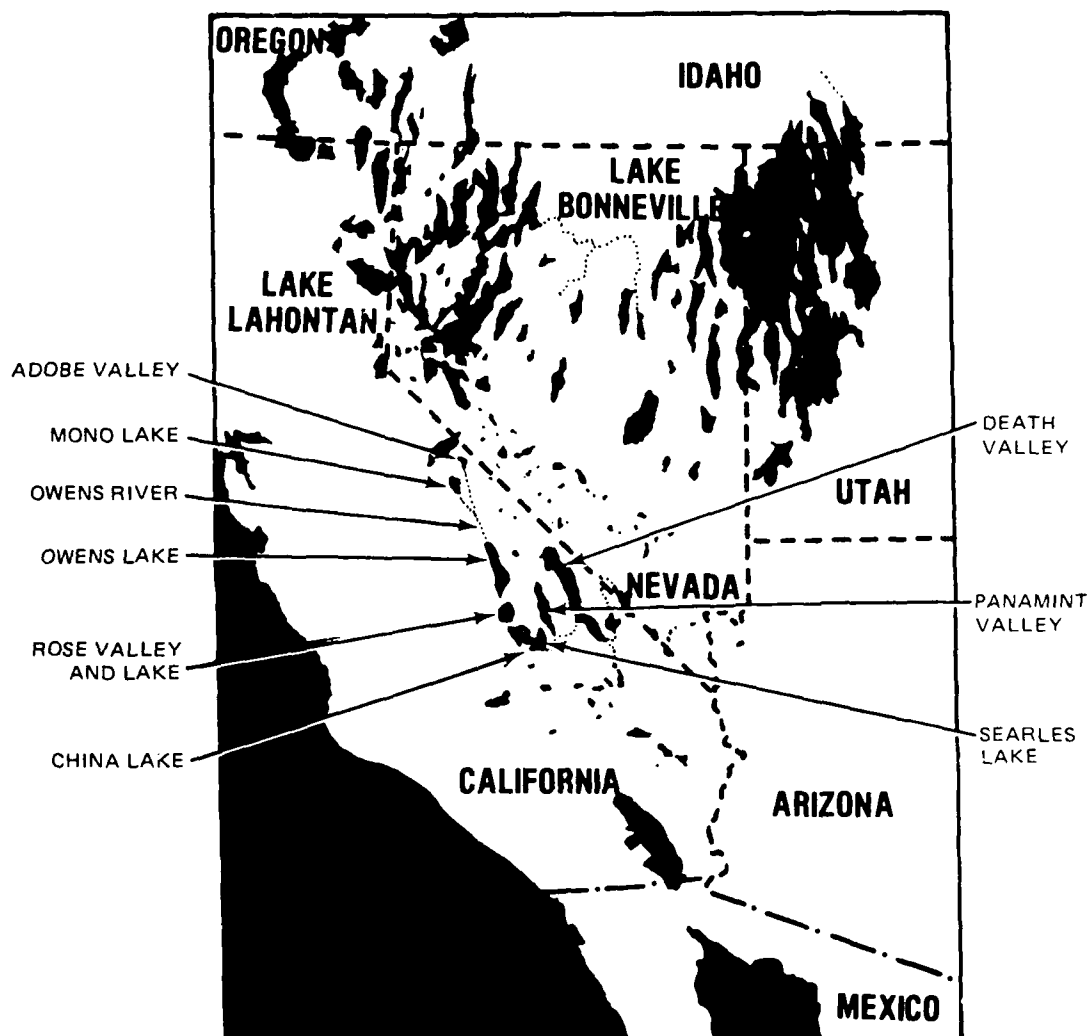 OREGON
IDAHO
LAKE
BONNEVILLE
LAKE
LAHONTAN
ADOBE VALLEY
MONO LAKE
OWENS RIVER
OWENS LAKE
ROSE VALLEY
AND LAKE
CHINA LAKE
DEATH
VALLEY
UTAH
NEVADA
PANAMINT
VALLEY
SEARLES
LAKE
CALIFORNIA
ARIZONA
MEXICO